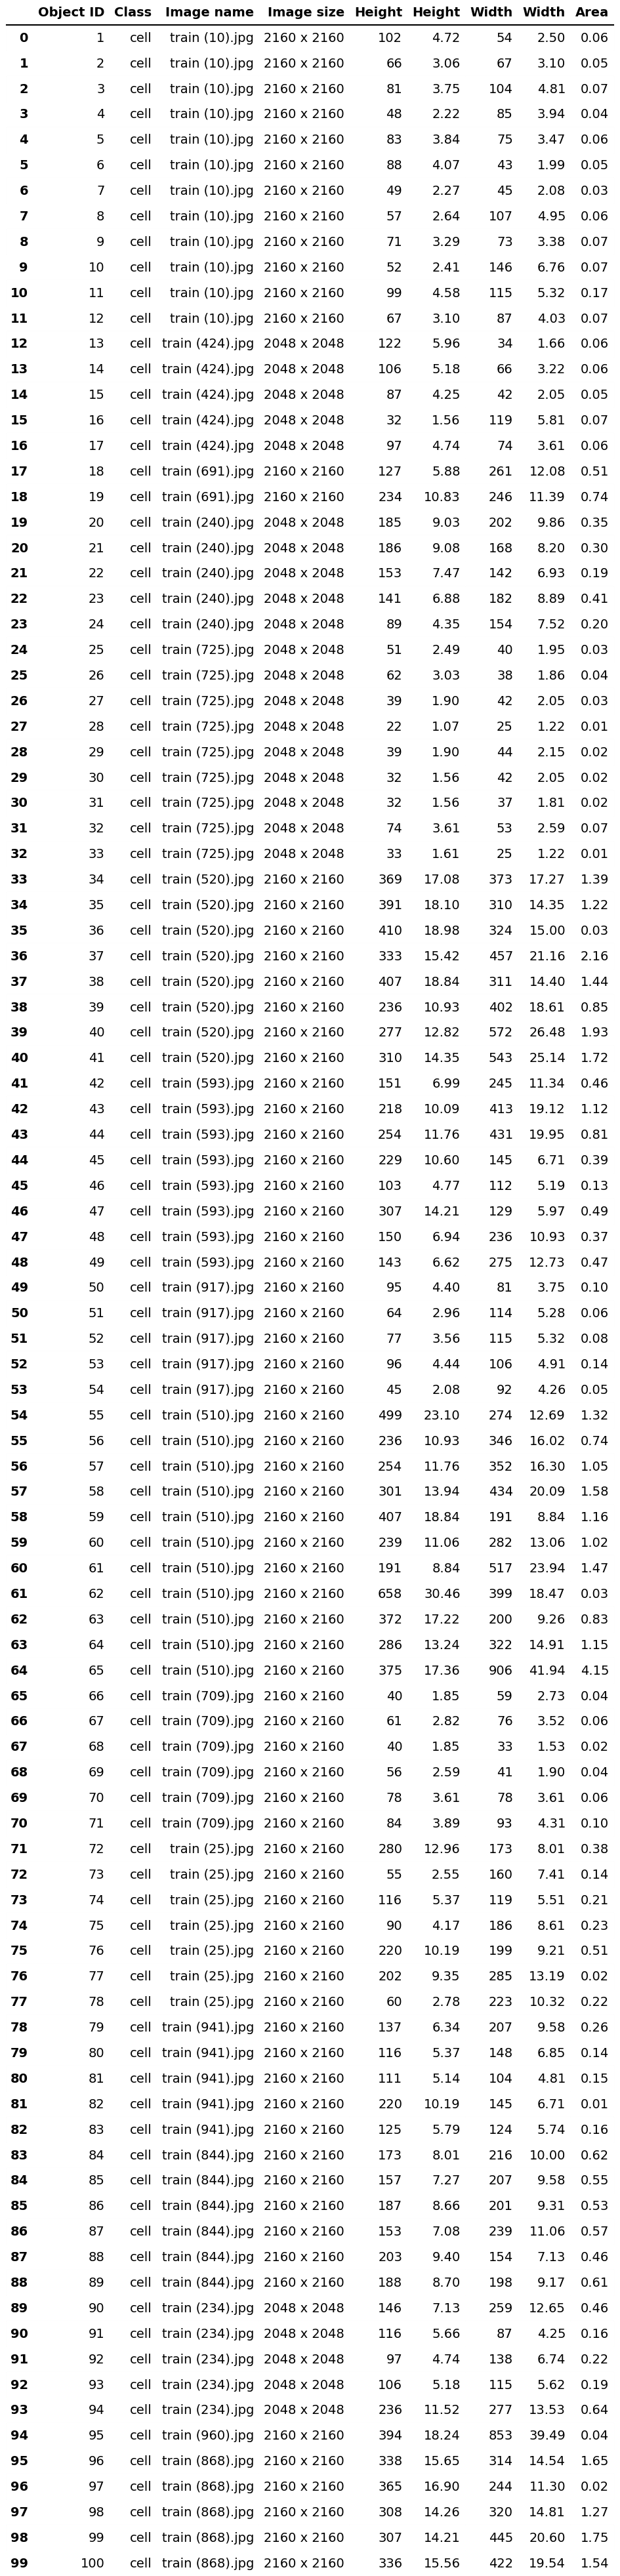 Object ID Class Image name Image size Height Height Width Width Area
0 1 cell train (10).jpg 2160 x 2160 102 4.72 54 2.50 0.06
1 2 cell train (10).jpg 2160 x 2160 66 3.06 67 3.10 0.05
2 3 cell train (10).jpg 2160 x 2160 81 3.75 104 4.81 0.07
3 4 cell train (10).jpg 2160 x 2160 48 2.22 85 3.94 0.04
4 5 cell train (10).jpg 2160 x 2160 83 3.84 75 3.47 0.06
5 6 cell train (10).jpg 2160 x 2160 88 4.07 43 1.99 0.05
6 7 cell train (10).jpg 2160 x 2160 49 2.27 45 2.08 0.03
7 8 cell train (10).jpg 2160 x 2160 57 2.64 107 4.95 0.06
8 9 cell train (10).jpg 2160 x 2160 71 3.29 73 3.38 0.07
9 10 cell train (10).jpg 2160 x 2160 52 2.41 146 6.76 0.07
10 11 cell train (10).jpg 2160 x 2160 99 4.58 115 5.32 0.17
11 12 cell train (10).jpg 2160 x 2160 67 3.10 87 4.03 0.07
12 13 cell train (424).jpg 2048 x 2048 122 5.96 34 1.66 0.06
13 14 cell train (424).jpg 2048 x 2048 106 5.18 66 3.22 0.06
14 15 cell train (424).jpg 2048 x 2048 87 4.25 42 2.05 0.05
15 16 cell train (424).jpg 2048 x 2048 32 1.56 119 5.81 0.07
16 17 cell train (424).jpg 2048 x 2048 97 4.74 74 3.61 0.06
17 18 cell train (691).jpg 2160 x 2160 127 5.88 261 12.08 0.51
18 19 cell train (691).jpg 2160 x 2160 234 10.83 246 11.39 0.74
19 20 cell train (240).jpg 2048 x 2048 185 9.03 202 9.86 0.35
20 21 cell train (240).jpg 2048 x 2048 186 9.08 168 8.20 0.30
21 22 cell train (240).jpg 2048 x 2048 153 7.47 142 6.93 0.19
22 23 cell train (240).jpg 2048 x 2048 141 6.88 182 8.89 0.41
23 24 cell train (240).jpg 2048 x 2048 89 4.35 154 7.52 0.20
24 25 cell train (725).jpg 2048 x 2048 51 2.49 40 1.95 0.03
25 26 cell train (725).jpg 2048 x 2048 62 3.03 38 1.86 0.04
26 27 cell train (725).jpg 2048 x 2048 39 1.90 42 2.05 0.03
27 28 cell train (725).jpg 2048 x 2048 22 1.07 25 1.22 0.01
28 29 cell train (725).jpg 2048 x 2048 39 1.90 44 2.15 0.02
29 30 cell train (725).jpg 2048 x 2048 32 1.56 42 2.05 0.02
30 31 cell train (725).jpg 2048 x 2048 32 1.56 37 1.81 0.02
31 32 cell train (725).jpg 2048 x 2048 74 3.61 53 2.59 0.07
32 33 cell train (725).jpg 2048 x 2048 33 1.61 25 1.22 0.01
33 34 cell train (520).jpg 2160 x 2160 369 17.08 373 17.27 1.39
34 35 cell train (520).jpg 2160 x 2160 391 18.10 310 14.35 1.22
35 36 cell train (520).jpg 2160 x 2160 410 18.98 324 15.00 0.03
36 37 cell train (520).jpg 2160 x 2160 333 15.42 457 21.16 2.16
37 38 cell train (520).jpg 2160 x 2160 407 18.84 311 14.40 1.44
38 39 cell train (520).jpg 2160 x 2160 236 10.93 402 18.61 0.85
39 40 cell train (520).jpg 2160 x 2160 277 12.82 572 26.48 1.93
40 41 cell train (520).jpg 2160 x 2160 310 14.35 543 25.14 1.72
41 42 cell train (593).jpg 2160 x 2160 151 6.99 245 11.34 0.46
42 43 cell train (593).jpg 2160 x 2160 218 10.09 413 19.12 1.12
43 44 cell train (593).jpg 2160 x 2160 254 11.76 431 19.95 0.81
44 45 cell train (593).jpg 2160 x 2160 229 10.60 145 6.71 0.39
45 46 cell train (593).jpg 2160 x 2160 103 4.77 112 5.19 0.13
46 47 cell train (593).jpg 2160 x 2160 307 14.21 129 5.97 0.49
47 48 cell train (593).jpg 2160 x 2160 150 6.94 236 10.93 0.37
48 49 cell train (593).jpg 2160 x 2160 143 6.62 275 12.73 0.47
49 50 cell train (917).jpg 2160 x 2160 95 4.40 81 3.75 0.10
50 51 cell train (917).jpg 2160 x 2160 64 2.96 114 5.28 0.06
51 52 cell train (917).jpg 2160 x 2160 77 3.56 115 5.32 0.08
52 53 cell train (917).jpg 2160 x 2160 96 4.44 106 4.91 0.14
53 54 cell train (917).jpg 2160 x 2160 45 2.08 92 4.26 0.05
54 55 cell train (510).jpg 2160 x 2160 499 23.10 274 12.69 1.32
55 56 cell train (510).jpg 2160 x 2160 236 10.93 346 16.02 0.74
56 57 cell train (510).jpg 2160 x 2160 254 11.76 352 16.30 1.05
57 58 cell train (510).jpg 2160 x 2160 301 13.94 434 20.09 1.58
58 59 cell train (510).jpg 2160 x 2160 407 18.84 191 8.84 1.16
59 60 cell train (510).jpg 2160 x 2160 239 11.06 282 13.06 1.02
60 61 cell train (510).jpg 2160 x 2160 191 8.84 517 23.94 1.47
61 62 cell train (510).jpg 2160 x 2160 658 30.46 399 18.47 0.03
62 63 cell train (510).jpg 2160 x 2160 372 17.22 200 9.26 0.83
63 64 cell train (510).jpg 2160 x 2160 286 13.24 322 14.91 1.15
64 65 cell train (510).jpg 2160 x 2160 375 17.36 906 41.94 4.15
65 66 cell train (709).jpg 2160 x 2160 40 1.85 59 2.73 0.04
66 67 cell train (709).jpg 2160 x 2160 61 2.82 76 3.52 0.06
67 68 cell train (709).jpg 2160 x 2160 40 1.85 33 1.53 0.02
68 69 cell train (709).jpg 2160 x 2160 56 2.59 41 1.90 0.04
69 70 cell train (709).jpg 2160 x 2160 78 3.61 78 3.61 0.06
70 71 cell train (709).jpg 2160 x 2160 84 3.89 93 4.31 0.10
71 72 cell train (25).jpg 2160 x 2160 280 12.96 173 8.01 0.38
72 73 cell train (25).jpg 2160 x 2160 55 2.55 160 7.41 0.14
73 74 cell train (25).jpg 2160 x 2160 116 5.37 119 5.51 0.21
74 75 cell train (25).jpg 2160 x 2160 90 4.17 186 8.61 0.23
75 76 cell train (25).jpg 2160 x 2160 220 10.19 199 9.21 0.51
76 77 cell train (25).jpg 2160 x 2160 202 9.35 285 13.19 0.02
77 78 cell train (25).jpg 2160 x 2160 60 2.78 223 10.32 0.22
78 79 cell train (941).jpg 2160 x 2160 137 6.34 207 9.58 0.26
79 80 cell train (941).jpg 2160 x 2160 116 5.37 148 6.85 0.14
80 81 cell train (941).jpg 2160 x 2160 111 5.14 104 4.81 0.15
81 82 cell train (941).jpg 2160 x 2160 220 10.19 145 6.71 0.01
82 83 cell train (941).jpg 2160 x 2160 125 5.79 124 5.74 0.16
83 84 cell train (844).jpg 2160 x 2160 173 8.01 216 10.00 0.62
84 85 cell train (844).jpg 2160 x 2160 157 7.27 207 9.58 0.55
85 86 cell train (844).jpg 2160 x 2160 187 8.66 201 9.31 0.53
86 87 cell train (844).jpg 2160 x 2160 153 7.08 239 11.06 0.57
87 88 cell train (844).jpg 2160 x 2160 203 9.40 154 7.13 0.46
88 89 cell train (844).jpg 2160 x 2160 188 8.70 198 9.17 0.61
89 90 cell train (234).jpg 2048 x 2048 146 7.13 259 12.65 0.46
90 91 cell train (234).jpg 2048 x 2048 116 5.66 87 4.25 0.16
91 92 cell train (234).jpg 2048 x 2048 97 4.74 138 6.74 0.22
92 93 cell train (234).jpg 2048 x 2048 106 5.18 115 5.62 0.19
93 94 cell train (234).jpg 2048 x 2048 236 11.52 277 13.53 0.64
94 95 cell train (960).jpg 2160 x 2160 394 18.24 853 39.49 0.04
95 96 cell train (868).jpg 2160 x 2160 338 15.65 314 14.54 1.65
96 97 cell train (868).jpg 2160 x 2160 365 16.90 244 11.30 0.02
97 98 cell train (868).jpg 2160 x 2160 308 14.26 320 14.81 1.27
98 99 cell train (868).jpg 2160 x 2160 307 14.21 445 20.60 1.75
99 100 cell train (868).jpg 2160 x 2160 336 15.56 422 19.54 1.54